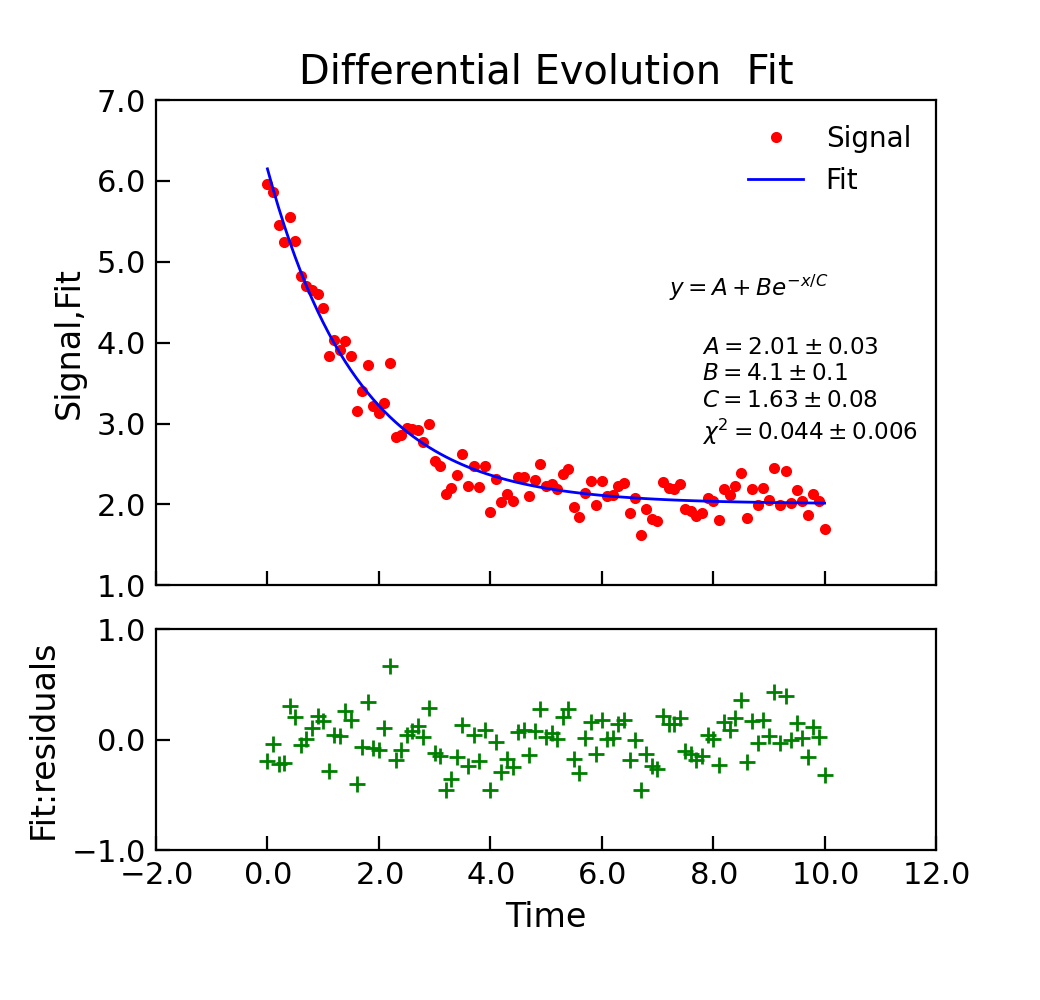 Differential Evolution  Fit
7.0
6.0
5.0
4.0
3.0
2.0
1.0
Signal,Fit
Signal
Fit
y = A + Be^{−x/C}
A = 2.01 ± 0.03
B = 4.1 ± 0.1
C = 1.63 ± 0.08
χ² = 0.044 ± 0.006
1.0
0.0
−1.0
Fit:residuals
−2.0 0.0 2.0 4.0 6.0 8.0 10.0 12.0
Time